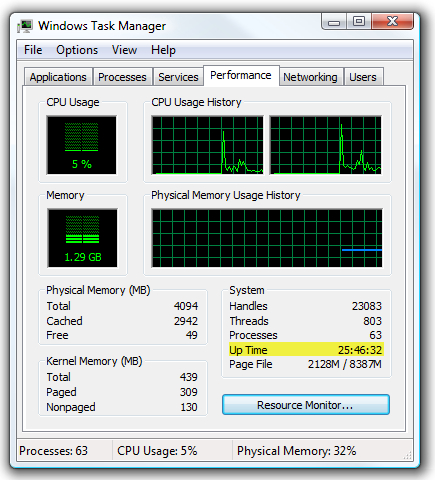 Windows Task Manager
File Options View Help
Applications Processes Services Performance Networking Users
CPU Usage
CPU Usage History
5 %
Memory
Physical Memory Usage History
1.29 GB
Physical Memory (MB)
Total 4094
Cached 2942
Free 49
System
Handles 23083
Threads 803
Processes 63
Up Time 25:46:32
Page File 2128M / 8387M
Kernel Memory (MB)
Total 439
Paged 309
Nonpaged 130
Resource Monitor...
Processes: 63 CPU Usage: 5% Physical Memory: 32%